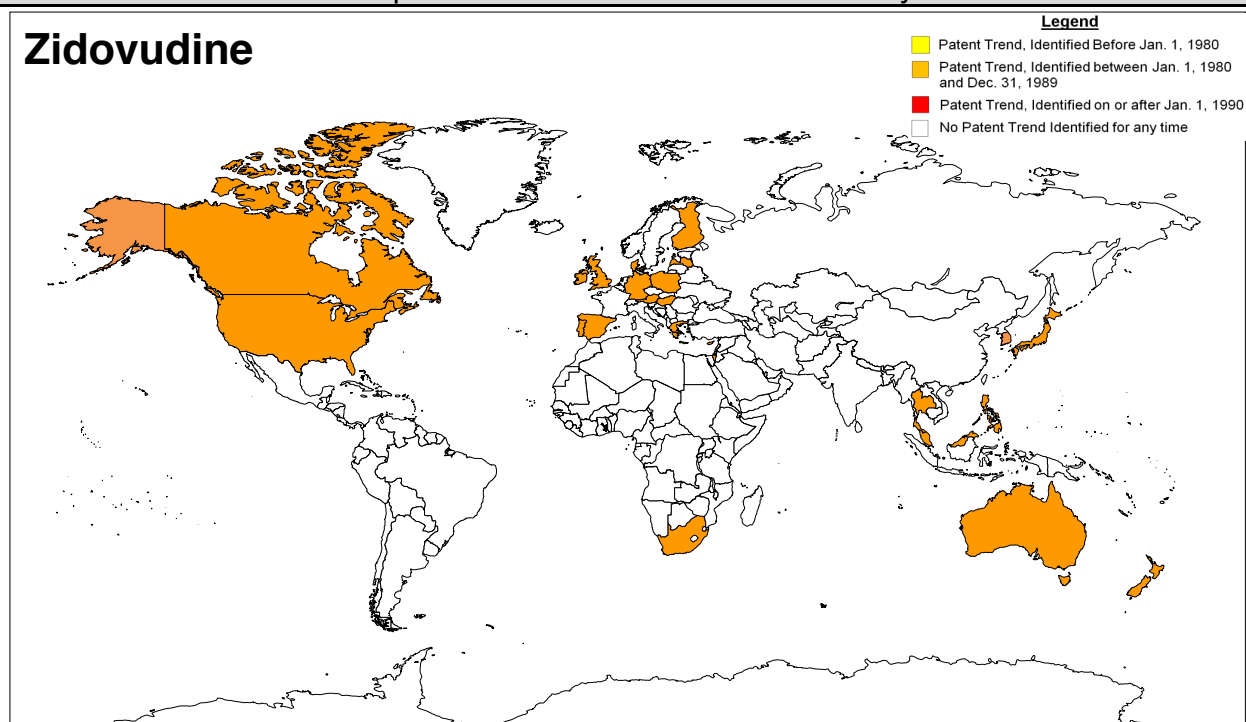 Zidovudine
Legend
Patent Trend, Identified Before Jan. 1, 1980
Patent Trend, Identified between Jan. 1, 1980
and Dec. 31, 1989
Patent Trend, Identified on or after Jan. 1, 1990
No Patent Trend Identified for any time